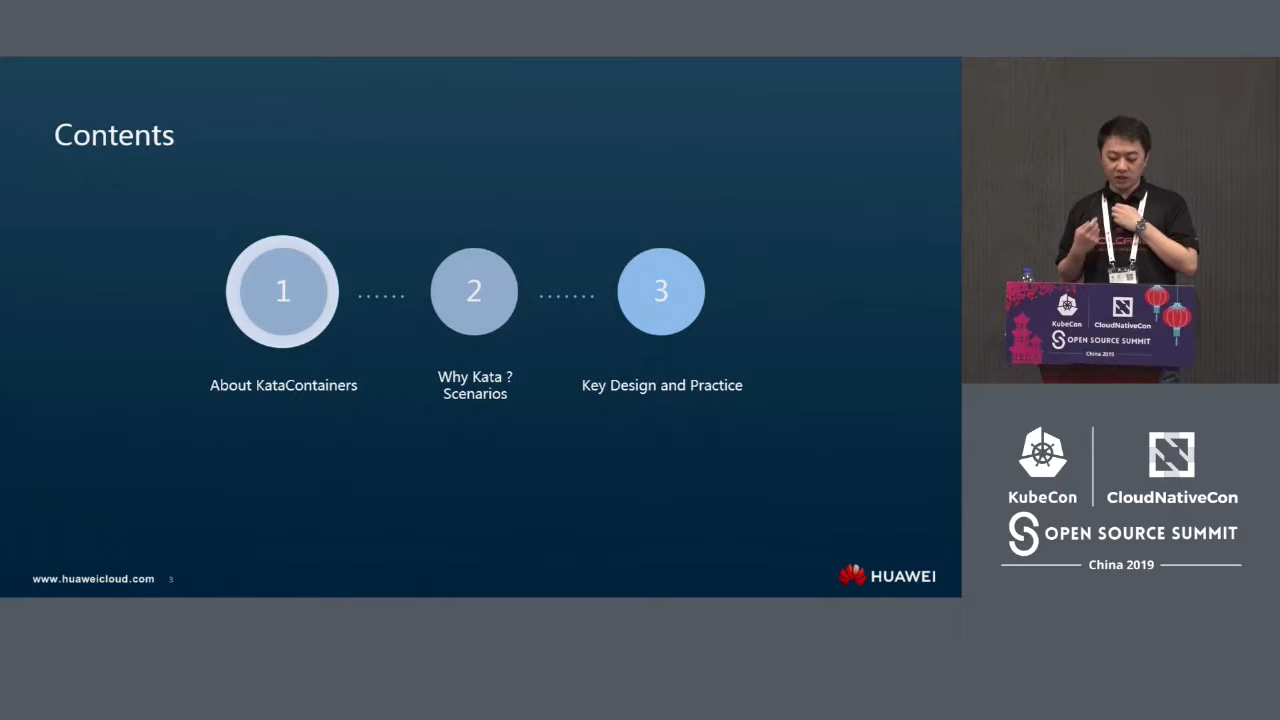 Contents
1
2
3
About KataContainers
Why Kata ?
Scenarios
Key Design and Practice
www.huaweicloud.com
3
HUAWEI
KubeCon
CloudNativeCon
OPEN SOURCE SUMMIT
China 2019
KubeCon
CloudNativeCon
OPEN SOURCE SUMMIT
China 2019